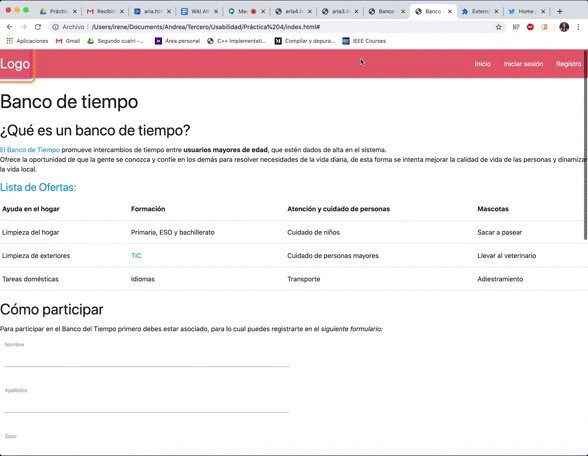 Práctic
Recibid
aria.htm
WAI AF
Me
aria4.h
aria3.h
Banco
Banco d
Extens
Home /
Archivo | /Users/irene/Documents/Andrea/Tercero/Usabilidad/Práctica%204/index.html#
Aplicaciones
Gmail
Segundo cuatri -...
Área personal
C++ Implementati...
Compilar y depura...
IEEE Courses
Logo
Inicio
Iniciar sesión
Registro
Banco de tiempo
¿Qué es un banco de tiempo?
El Banco de Tiempo promueve intercambios de tiempo entre usuarios mayores de edad, que estén dados de alta en el sistema.
Ofrece la oportunidad de que la gente se conozca y confíe en los demás para resolver necesidades de la vida diaria, de esta forma se intenta mejorar la calidad de vida de las personas y dinamizar
la vida local.
Lista de Ofertas:
Ayuda en el hogar Formación Atención y cuidado de personas Mascotas
Limpieza del hogar Primaria, ESO y bachillerato Cuidado de niños Sacar a pasear
Limpieza de exteriores TIC Cuidado de personas mayores Llevar al veterinario
Tareas domésticas Idiomas Transporte Adiestramiento
Cómo participar
Para participar en el Banco del Tiempo primero debes estar asociado, para lo cual puedes registrarte en el siguiente formulario:
Nombre
Apellidos
Sexo